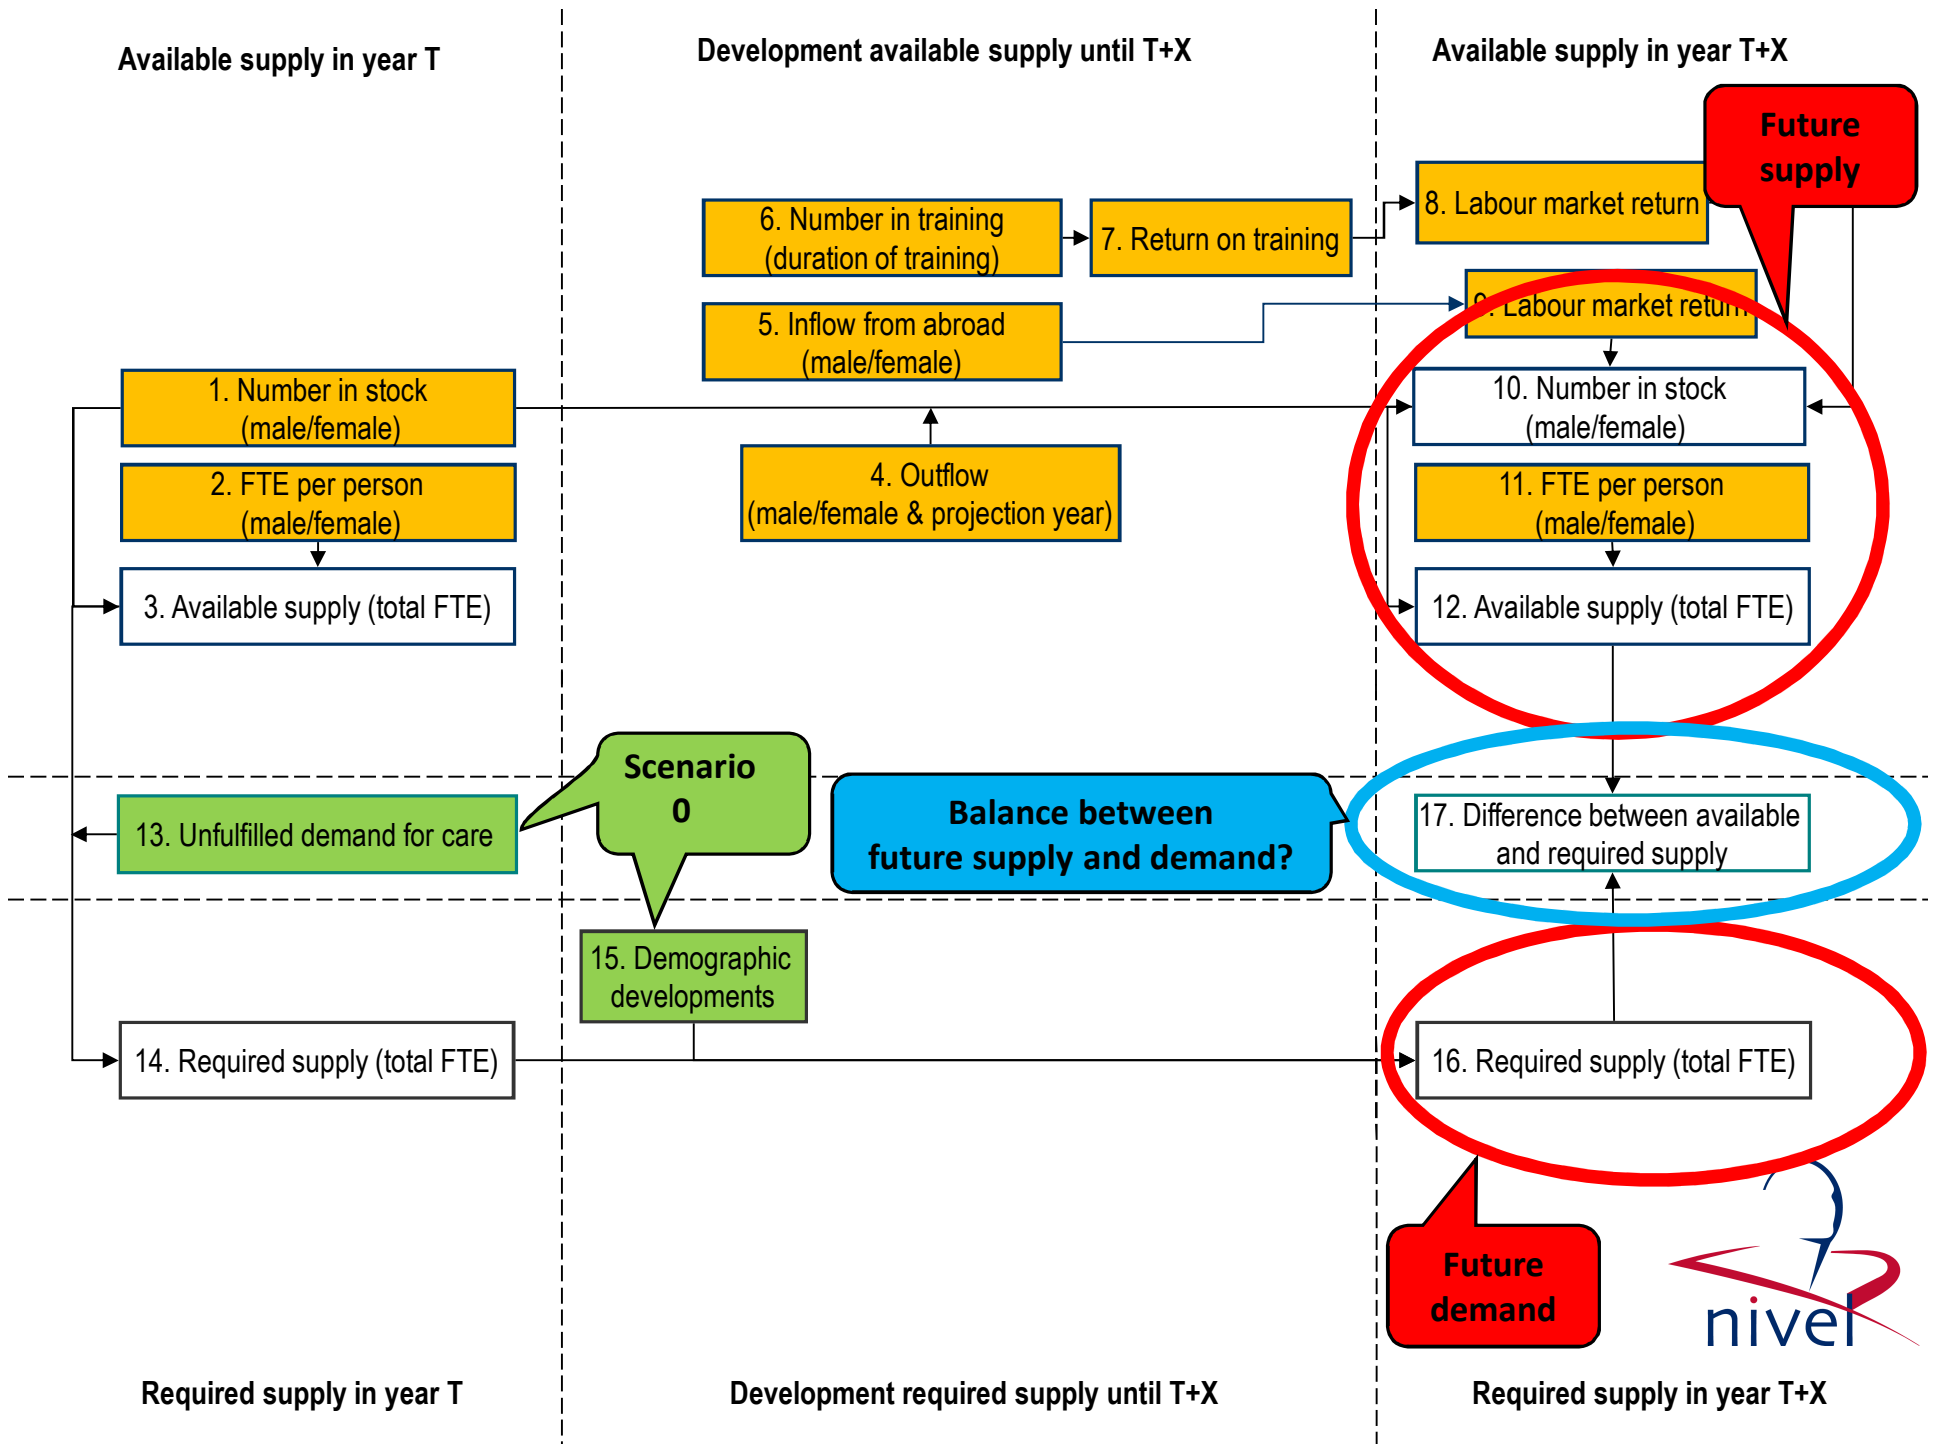 Available supply in year T
Development available supply until T+X
Available supply in year T+X
Future
supply
6. Number in training
(duration of training)
7. Return on training
8. Labour market return
5. Inflow from abroad
(male/female)
9. Labour market return
1. Number in stock
(male/female)
10. Number in stock
(male/female)
2. FTE per person
(male/female)
4. Outflow
(male/female & projection year)
11. FTE per person
(male/female)
3. Available supply (total FTE)
12. Available supply (total FTE)
Scenario
0
13. Unfulfilled demand for care
Balance between
future supply and demand?
17. Difference between available
and required supply
15. Demographic
developments
14. Required supply (total FTE)
16. Required supply (total FTE)
Future
demand
nivel
Required supply in year T
Development required supply until T+X
Required supply in year T+X